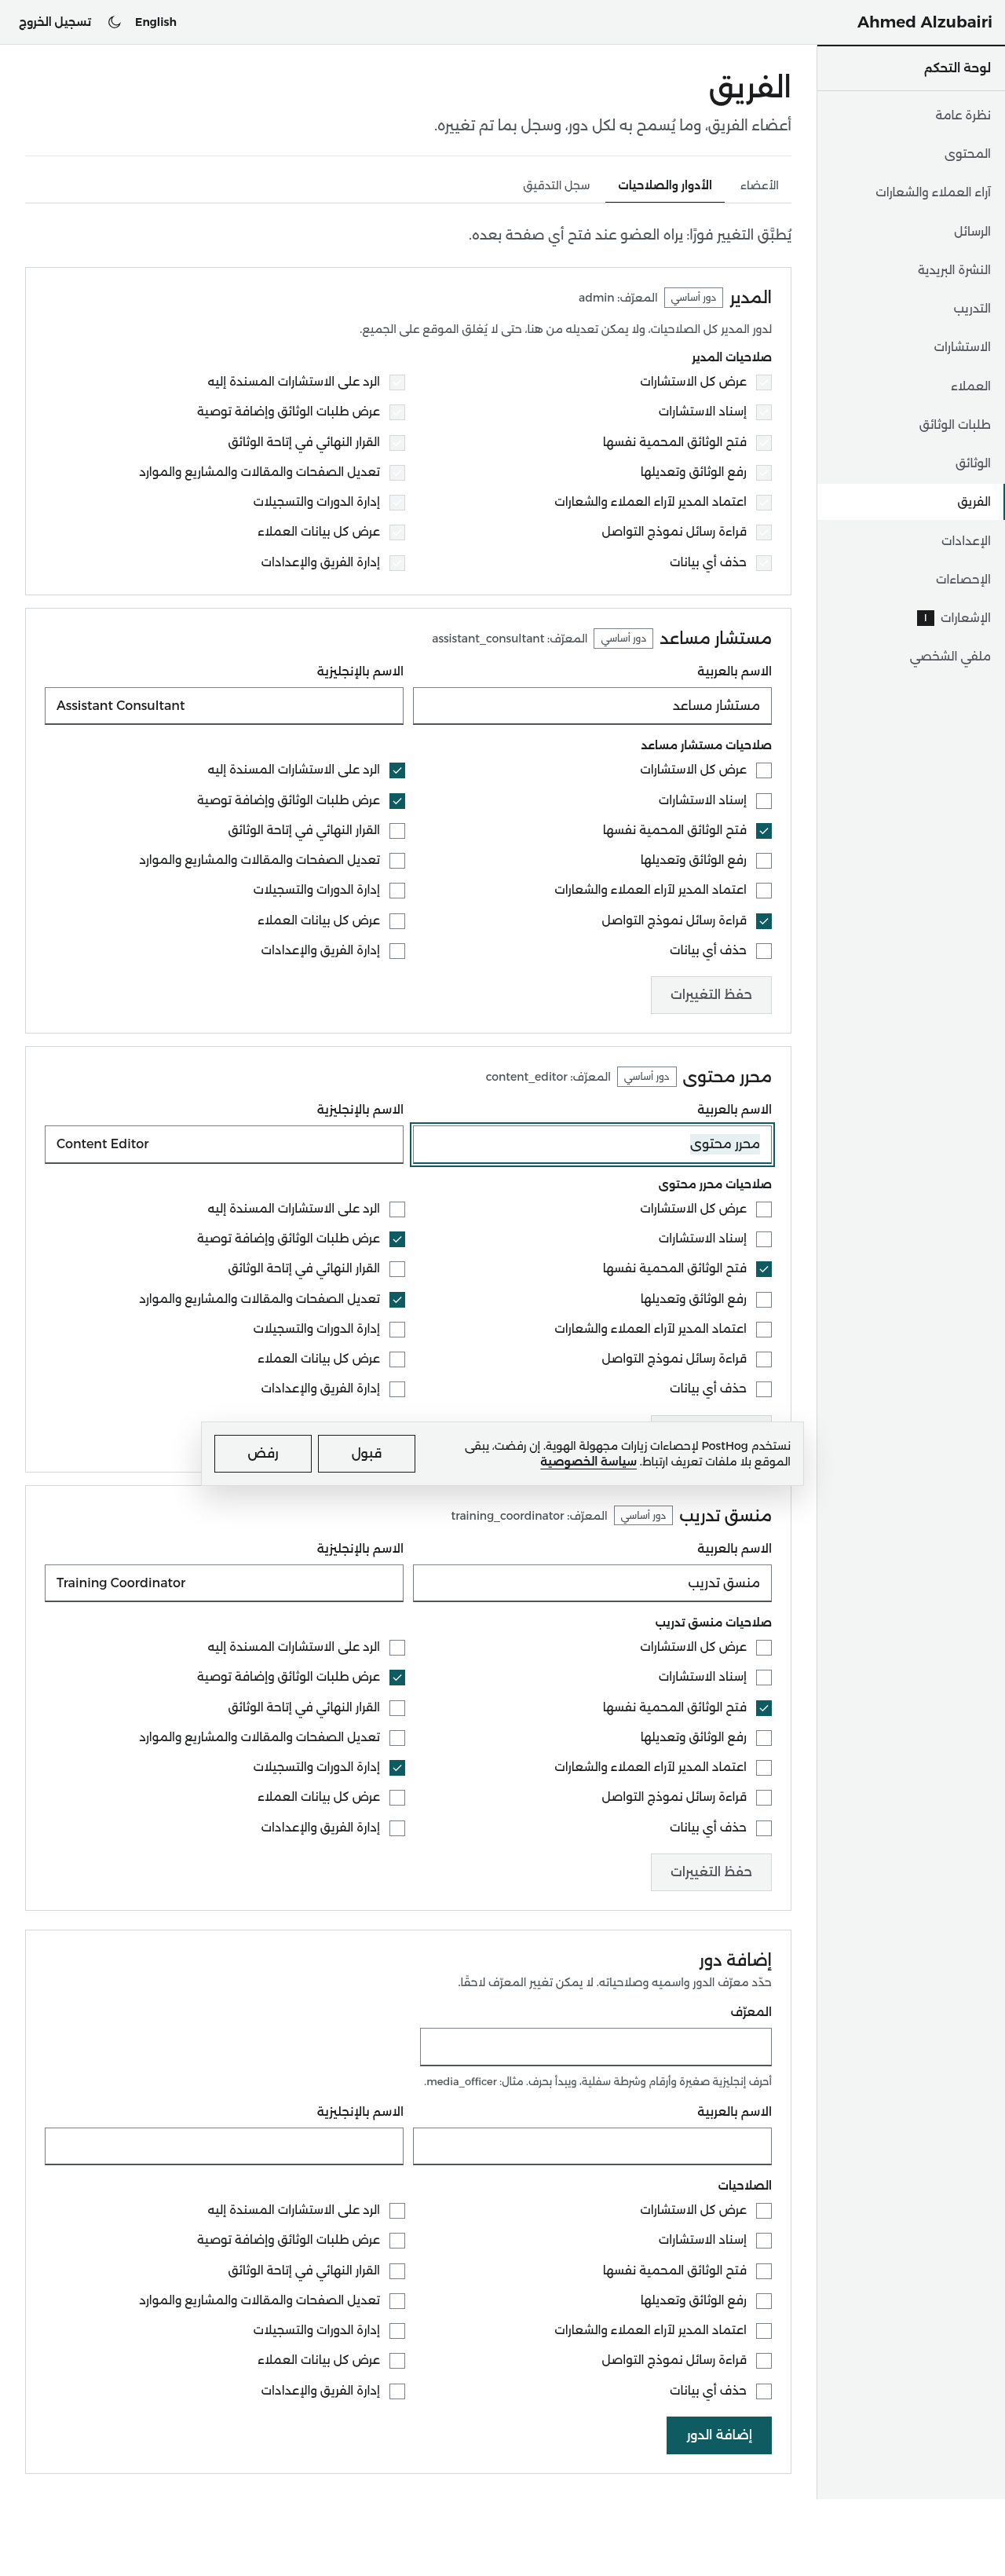 Ahmed Alzubairi
English
تسجيل الخروج
لوحة التحكم
نظرة عامة
المحتوى
آراء العملاء والشعارات
الرسائل
النشرة البريدية
التدريب
الاستشارات
العملاء
طلبات الوثائق
الوثائق
الفريق
الإعدادات
الإحصاءات
الإشعارات 1
ملفي الشخصي
الفريق
أعضاء الفريق، وما يُسمح به لكل دور، وسجل بما تم تغييره.
الأعضاء
الأدوار والصلاحيات
سجل التدقيق
يُطبَّق التغيير فورًا: يراه العضو عند فتح أي صفحة بعده.
المدير دور أساسي المعرّف: admin
لدور المدير كل الصلاحيات، ولا يمكن تعديله من هنا، حتى لا يُغلق الموقع على الجميع.
صلاحيات المدير
عرض كل الاستشارات
الرد على الاستشارات المسندة إليه
إسناد الاستشارات
عرض طلبات الوثائق وإضافة توصية
فتح الوثائق المحمية نفسها
القرار النهائي في إتاحة الوثائق
رفع الوثائق وتعديلها
تعديل الصفحات والمقالات والمشاريع والموارد
اعتماد المدير لآراء العملاء والشعارات
إدارة الدورات والتسجيلات
قراءة رسائل نموذج التواصل
عرض كل بيانات العملاء
حذف أي بيانات
إدارة الفريق والإعدادات
مستشار مساعد دور أساسي المعرّف: assistant_consultant
الاسم بالعربية
الاسم بالإنجليزية
مستشار مساعد
Assistant Consultant
صلاحيات مستشار مساعد
عرض كل الاستشارات
الرد على الاستشارات المسندة إليه
إسناد الاستشارات
عرض طلبات الوثائق وإضافة توصية
فتح الوثائق المحمية نفسها
القرار النهائي في إتاحة الوثائق
رفع الوثائق وتعديلها
تعديل الصفحات والمقالات والمشاريع والموارد
اعتماد المدير لآراء العملاء والشعارات
إدارة الدورات والتسجيلات
قراءة رسائل نموذج التواصل
عرض كل بيانات العملاء
حذف أي بيانات
إدارة الفريق والإعدادات
حفظ التغييرات
محرر محتوى دور أساسي المعرّف: content_editor
الاسم بالعربية
الاسم بالإنجليزية
محرر محتوى
Content Editor
صلاحيات محرر محتوى
عرض كل الاستشارات
الرد على الاستشارات المسندة إليه
إسناد الاستشارات
عرض طلبات الوثائق وإضافة توصية
فتح الوثائق المحمية نفسها
القرار النهائي في إتاحة الوثائق
رفع الوثائق وتعديلها
تعديل الصفحات والمقالات والمشاريع والموارد
اعتماد المدير لآراء العملاء والشعارات
إدارة الدورات والتسجيلات
قراءة رسائل نموذج التواصل
عرض كل بيانات العملاء
حذف أي بيانات
إدارة الفريق والإعدادات
نستخدم PostHog لإحصاءات زيارات مجهولة الهوية. إن رفضت، يبقى
الموقع بلا ملفات تعريف ارتباط. سياسة الخصوصية
قبول
رفض
منسق تدريب دور أساسي المعرّف: training_coordinator
الاسم بالعربية
الاسم بالإنجليزية
منسق تدريب
Training Coordinator
صلاحيات منسق تدريب
عرض كل الاستشارات
الرد على الاستشارات المسندة إليه
إسناد الاستشارات
عرض طلبات الوثائق وإضافة توصية
فتح الوثائق المحمية نفسها
القرار النهائي في إتاحة الوثائق
رفع الوثائق وتعديلها
تعديل الصفحات والمقالات والمشاريع والموارد
اعتماد المدير لآراء العملاء والشعارات
إدارة الدورات والتسجيلات
قراءة رسائل نموذج التواصل
عرض كل بيانات العملاء
حذف أي بيانات
إدارة الفريق والإعدادات
حفظ التغييرات
إضافة دور
حدّد معرّف الدور واسميه وصلاحياته. لا يمكن تغيير المعرّف لاحقًا.
المعرّف
أحرف إنجليزية صغيرة وأرقام وشرطة سفلية، ويبدأ بحرف. مثال: media_officer.
الاسم بالعربية
الاسم بالإنجليزية
الصلاحيات
عرض كل الاستشارات
الرد على الاستشارات المسندة إليه
إسناد الاستشارات
عرض طلبات الوثائق وإضافة توصية
فتح الوثائق المحمية نفسها
القرار النهائي في إتاحة الوثائق
رفع الوثائق وتعديلها
تعديل الصفحات والمقالات والمشاريع والموارد
اعتماد المدير لآراء العملاء والشعارات
إدارة الدورات والتسجيلات
قراءة رسائل نموذج التواصل
عرض كل بيانات العملاء
حذف أي بيانات
إدارة الفريق والإعدادات
إضافة الدور